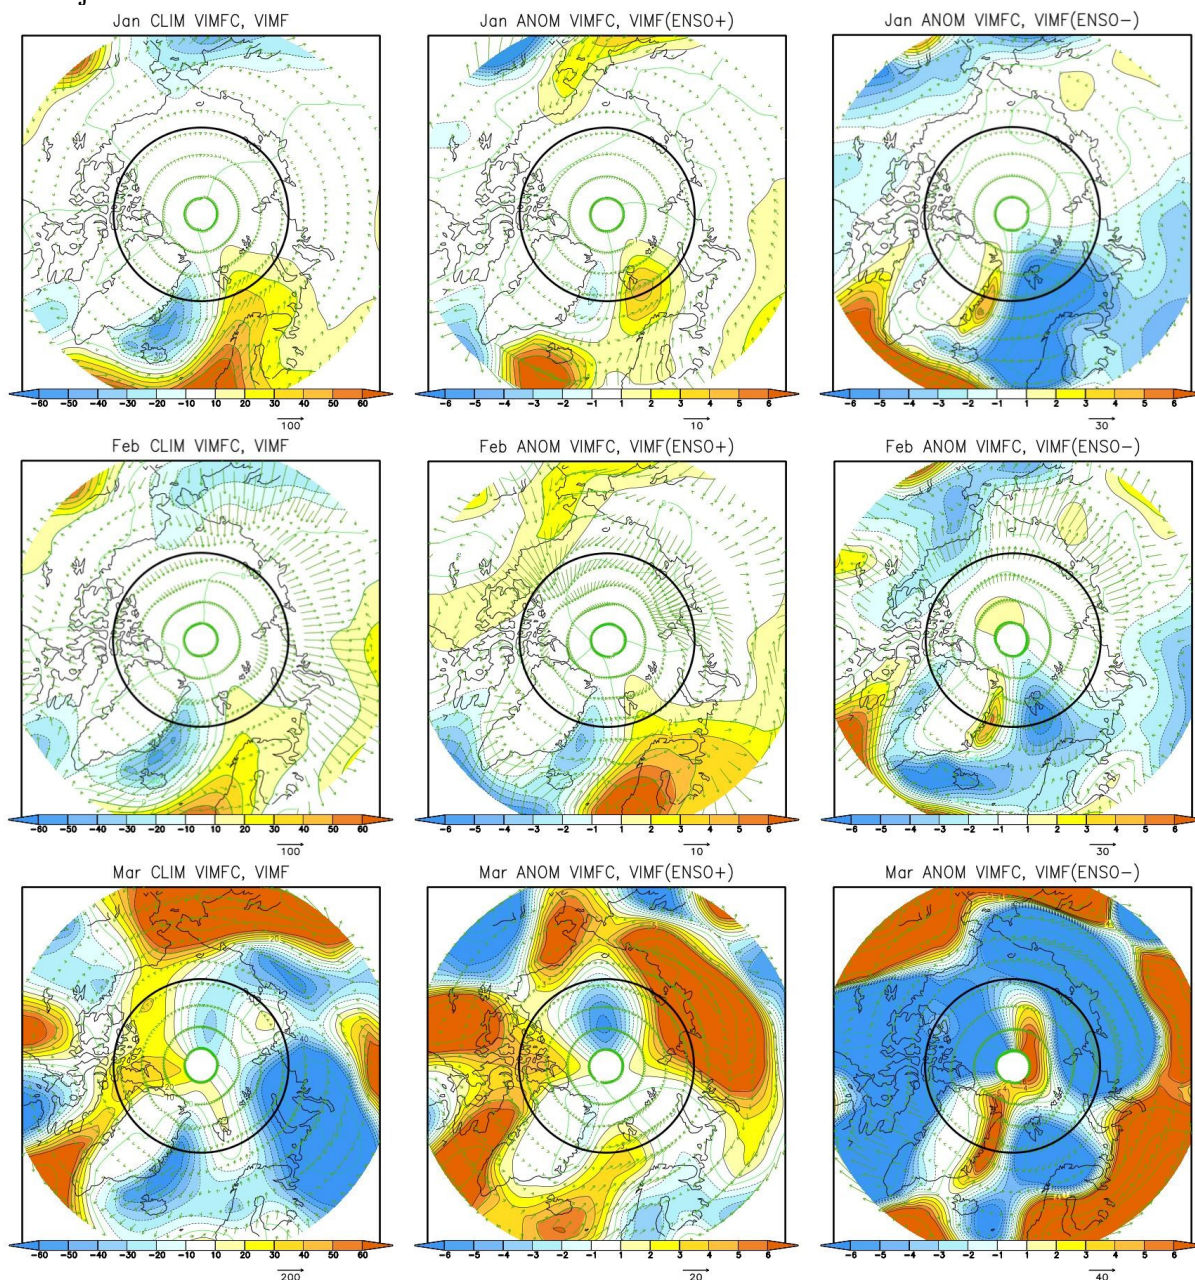 Jan CLIM VIMFC, VIMF
Jan ANOM VIMFC, VIMF(ENSO+)
Jan ANOM VIMFC, VIMF(ENSO-)
-60 -50 -40 -30 -20 -10 10 20 30 40 50 60
-6 -5 -4 -3 -2 -1 1 2 3 4 5 6
-6 -5 -4 -3 -2 -1 1 2 3 4 5 6
100
10
30
Feb CLIM VIMFC, VIMF
Feb ANOM VIMFC, VIMF(ENSO+)
Feb ANOM VIMFC, VIMF(ENSO-)
-60 -50 -40 -30 -20 -10 10 20 30 40 50 60
-6 -5 -4 -3 -2 -1 1 2 3 4 5 6
-6 -5 -4 -3 -2 -1 1 2 3 4 5 6
100
10
30
Mar CLIM VIMFC, VIMF
Mar ANOM VIMFC, VIMF(ENSO+)
Mar ANOM VIMFC, VIMF(ENSO-)
-60 -50 -40 -30 -20 -10 10 20 30 40 50 60
-6 -5 -4 -3 -2 -1 1 2 3 4 5 6
-6 -5 -4 -3 -2 -1 1 2 3 4 5 6
200
20
40